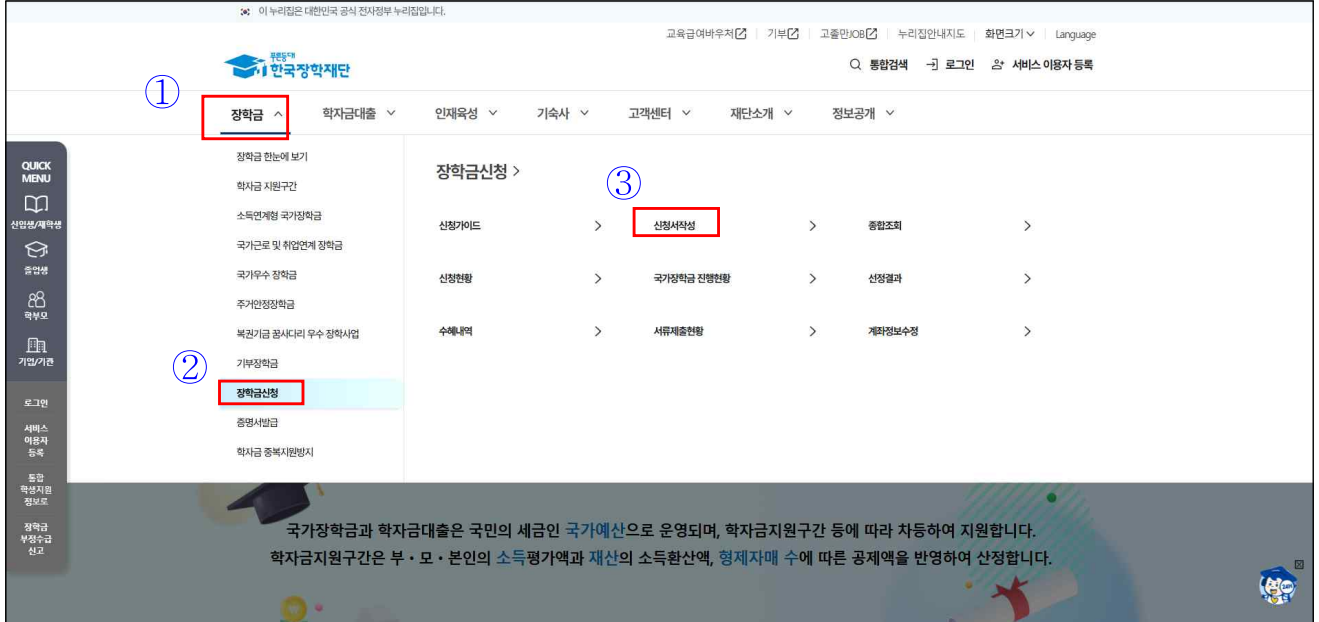 이 누리집은 대한민국 공식 전자정부 누리집입니다.
교육급여바우처 기부 고졸만JOB 누리집안내지도 화면크기 Language
푸른등대
한국장학재단
통합검색 로그인 서비스 이용자 등록
①
장학금 학자금대출 인재육성 기숙사 고객센터 재단소개 정보공개
QUICK
MENU
신입생/재학생
졸업생
학부모
기업/기관
로그인
서비스
이용자
등록
통합
학생지원
정보로
장학금
부정수급
신고
장학금 한눈에 보기
학자금 지원구간
소득연계형 국가장학금
국가근로 및 취업연계 장학금
국가우수 장학금
주거안정장학금
복권기금 꿈사다리 우수 장학사업
기부장학금
②
장학금신청
증명서발급
학자금 중복지원방지
장학금신청
③
신청가이드 신청서작성 종합조회
신청현황 국가장학금 진행현황 선정결과
수혜내역 서류제출현황 계좌정보수정
국가장학금과 학자금대출은 국민의 세금인 국가예산으로 운영되며, 학자금지원구간 등에 따라 차등하여 지원합니다.
학자금지원구간은 부・모・본인의 소득평가액과 재산의 소득환산액, 형제자매 수에 따른 공제액을 반영하여 산정합니다.